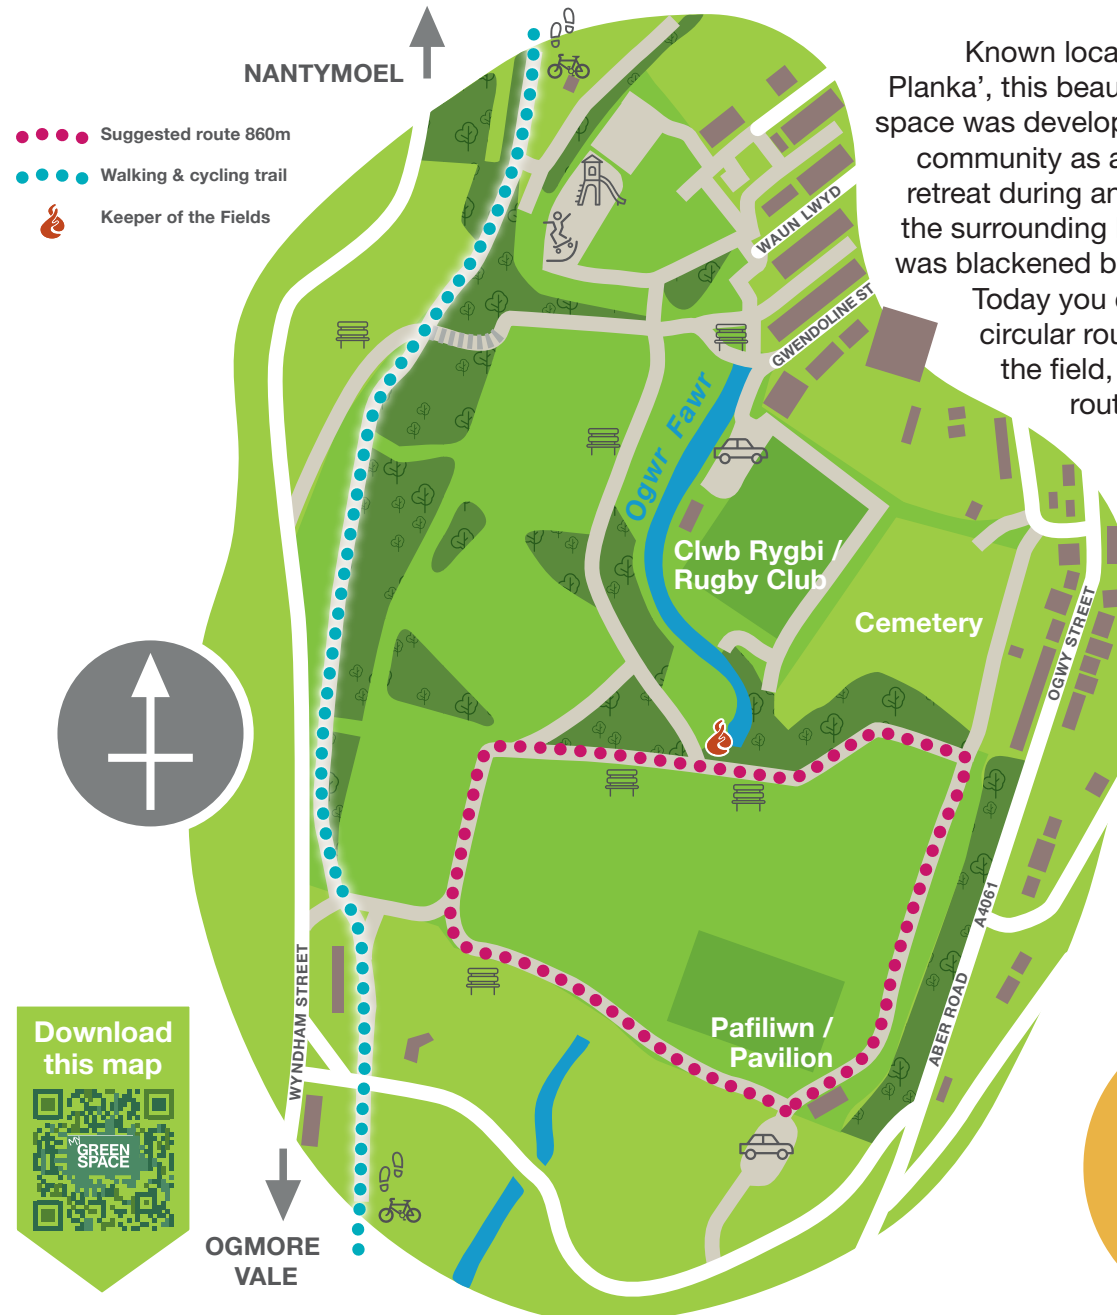 NANTYMOEL
Suggested route 860m
Walking & cycling trail
Keeper of the Fields
Known loca
Planka’, this beau
space was develop
community as a
retreat during an
the surrounding
was blackened b
Today you
circular rou
the field,
rout
WAUN LWYD
GWENDOLINE ST
Ogwr Fawr
Clwb Rygbi /
Rugby Club
Cemetery
OGWY STREET
A4061
ABER ROAD
WYNDHAM STREET
Pafiliwn /
Pavilion
Download
this map
My
GREEN
SPACE
OGMORE
VALE